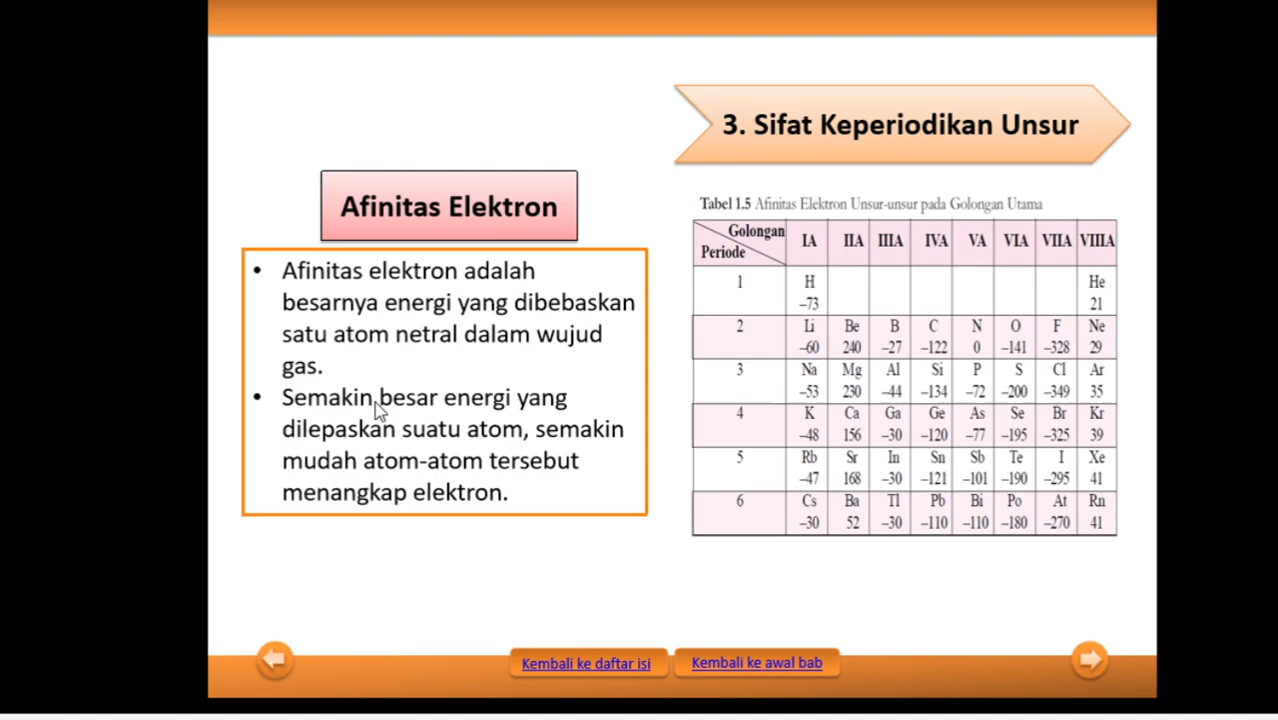 3. Sifat Keperiodikan Unsur
Afinitas Elektron
• Afinitas elektron adalah
besarnya energi yang dibebaskan
satu atom netral dalam wujud
gas.
• Semakin besar energi yang
dilepaskan suatu atom, semakin
mudah atom-atom tersebut
menangkap elektron.
Tabel 1.5 Afinitas Elektron Unsur-unsur pada Golongan Utama
Golongan IA IIA IIIA IVA VA VIA VIIA VIIIA
Periode
1 H He
–73 21
2 Li Be B C N O F Ne
–60 240 –27 –122 0 –141 –328 29
3 Na Mg Al Si P S Cl Ar
–53 230 –44 –134 –72 –200 –349 35
4 K Ca Ga Ge As Se Br Kr
–48 156 –30 –120 –77 –195 –325 39
5 Rb Sr In Sn Sb Te I Xe
–47 168 –30 –121 –101 –190 –295 41
6 Cs Ba Tl Pb Bi Po At Rn
–30 52 –30 –110 –110 –180 –270 41
Kembali ke daftar isi
Kembali ke awal bab